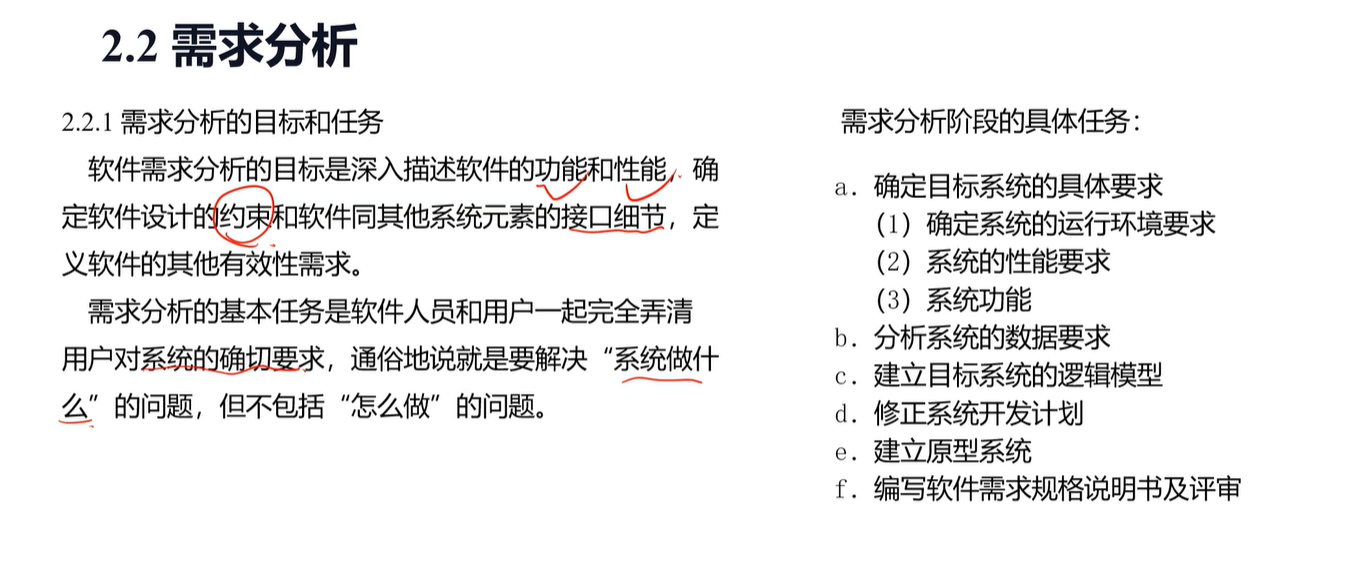 2.2 需求分析
2.2.1 需求分析的目标和任务
软件需求分析的目标是深入描述软件的功能和性能，确
定软件设计的约束和软件同其他系统元素的接口细节，定
义软件的其他有效性需求。
需求分析的基本任务是软件人员和用户一起完全弄清
用户对系统的确切要求，通俗地说就是要解决“系统做什
么”的问题，但不包括“怎么做”的问题。
需求分析阶段的具体任务：
a．确定目标系统的具体要求
（1）确定系统的运行环境要求
（2）系统的性能要求
（3）系统功能
b．分析系统的数据要求
c．建立目标系统的逻辑模型
d．修正系统开发计划
e．建立原型系统
f．编写软件需求规格说明书及评审